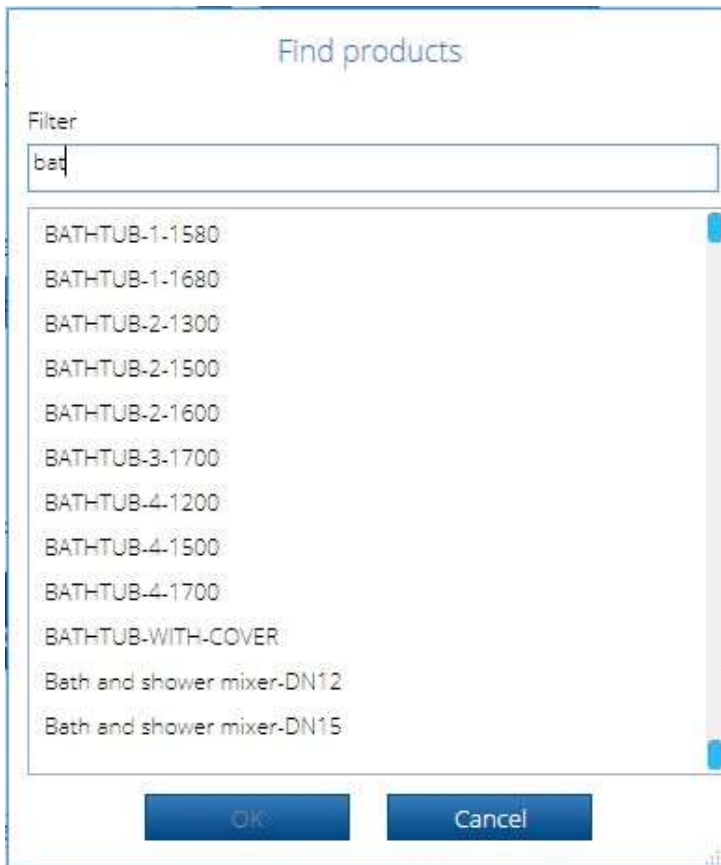 Find products
Filter
bat
BATHTUB-1-1580
BATHTUB-1-1680
BATHTUB-2-1300
BATHTUB-2-1500
BATHTUB-2-1600
BATHTUB-3-1700
BATHTUB-4-1200
BATHTUB-4-1500
BATHTUB-4-1700
BATHTUB-WITH-COVER
Bath and shower mixer-DN12
Bath and shower mixer-DN15
OK Cancel